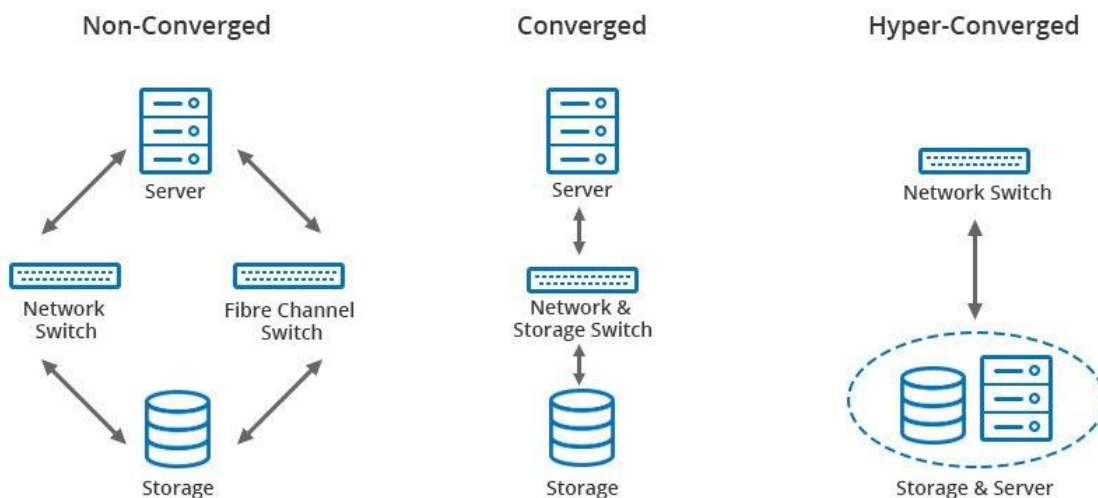 Non-Converged
Converged
Hyper-Converged
Server
Network
Switch
Fibre Channel
Switch
Storage
Server
Network &
Storage Switch
Storage
Network Switch
Storage & Server